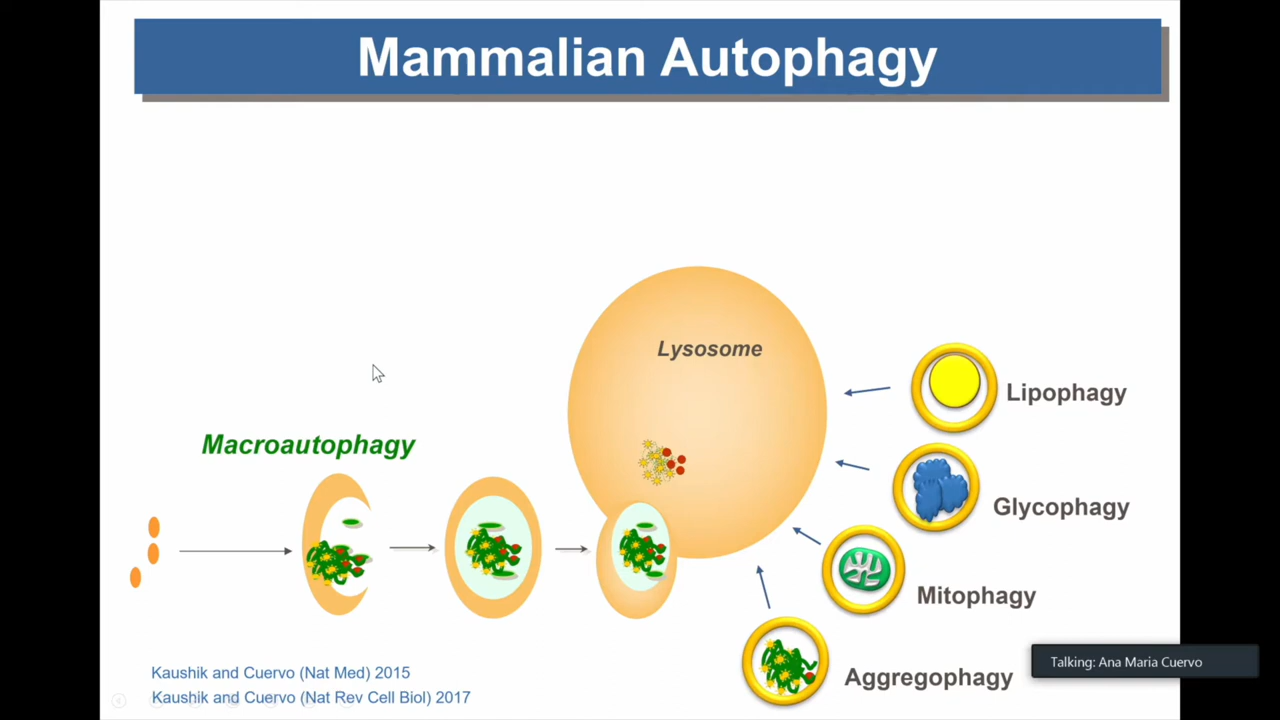 Mammalian Autophagy
Lysosome
Lipophagy
Macroautophagy
Glycophagy
Mitophagy
Aggregophagy
Talking: Ana Maria Cuervo
Kaushik and Cuervo (Nat Med) 2015
Kaushik and Cuervo (Nat Rev Cell Biol) 2017